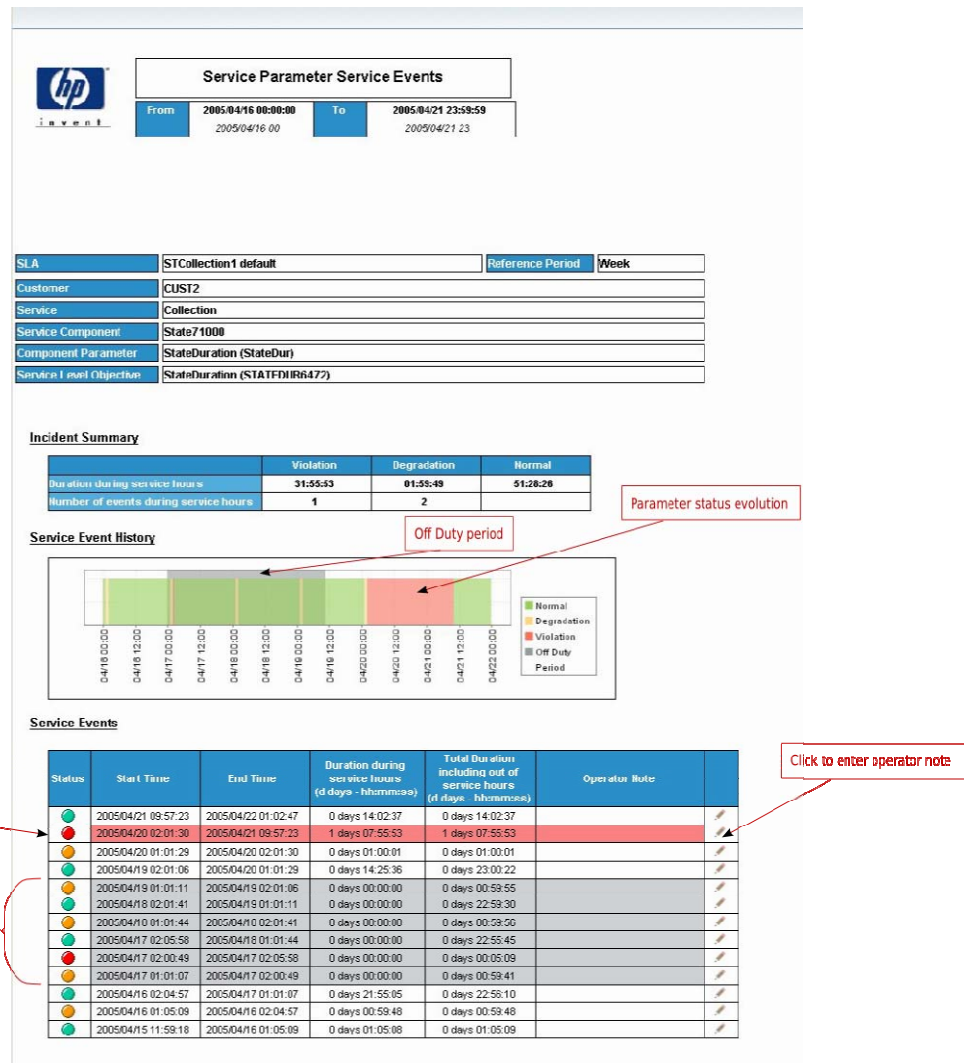 hp
invent
Service Parameter Service Events
From 2005/04/16 00:00:00 To 2005/04/21 23:59:59
2005/04/16 00 2005/04/21 23
SLA STCollection1 default Reference Period Week
Customer CUST2
Service Collection
Service Component State71000
Component Parameter StateDuration (StateDur)
Service Level Objective StateDuration (STATEDUR6472)
Incident Summary
Violation Degradation Normal
Duration during service hours 31:55:53 01:59:49 51:28:26
Number of events during service hours 1 2
Parameter status evolution
Off Duty period
Service Event History
Normal
Degradation
Violation
Off Duty
Period
04/16 00:00 04/16 12:00 04/17 00:00 04/17 12:00 04/18 00:00 04/18 12:00 04/19 00:00 04/19 12:00 04/20 00:00 04/20 12:00 04/21 00:00 04/21 12:00 04/22 00:00
Service Events
Click to enter operator note
Status Start Time End Time Duration during service hours (d days - hh:mm:ss) Total Duration including out of service hours (d days - hh:mm:ss) Operator Note
2005/04/21 09:57:23 2005/04/22 01:02:47 0 days 14:02:37 0 days 14:02:37
2005/04/20 02:01:30 2005/04/21 09:57:23 1 days 07:55:53 1 days 07:55:53
2005/04/20 01:01:29 2005/04/20 02:01:30 0 days 01:00:01 0 days 01:00:01
2005/04/19 02:01:06 2005/04/20 01:01:29 0 days 14:25:36 0 days 23:00:22
2005/04/19 01:01:11 2005/04/19 02:01:06 0 days 00:00:00 0 days 00:59:55
2005/04/18 02:01:41 2005/04/19 01:01:11 0 days 00:00:00 0 days 22:59:30
2005/04/10 01:01:44 2005/04/10 02:01:41 0 days 00:00:00 0 days 00:59:56
2005/04/17 02:05:58 2005/04/18 01:01:44 0 days 00:00:00 0 days 22:55:45
2005/04/17 02:00:49 2005/04/17 02:05:58 0 days 00:00:00 0 days 00:05:09
2005/04/17 01:01:07 2005/04/17 02:00:49 0 days 00:00:00 0 days 00:59:41
2005/04/16 02:04:57 2005/04/17 01:01:07 0 days 21:55:05 0 days 22:56:10
2005/04/16 01:05:09 2005/04/16 02:04:57 0 days 00:59:48 0 days 00:59:48
2005/04/15 11:59:18 2005/04/16 01:05:09 0 days 01:05:08 0 days 01:05:09